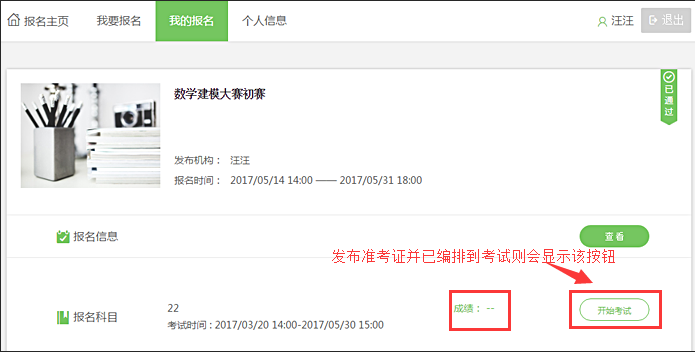 报名主页 我要报名 我的报名 个人信息 汪汪 退出
数学建模大赛初赛
已通过
发布机构： 汪汪
报名时间： 2017/05/14 14:00 —— 2017/05/31 18:00
报名信息 查看
发布准考证并已编排到考试则会显示该按钮
报名科目
22
考试时间 : 2017/03/20 14:00-2017/05/30 15:00
成绩： --
开始考试